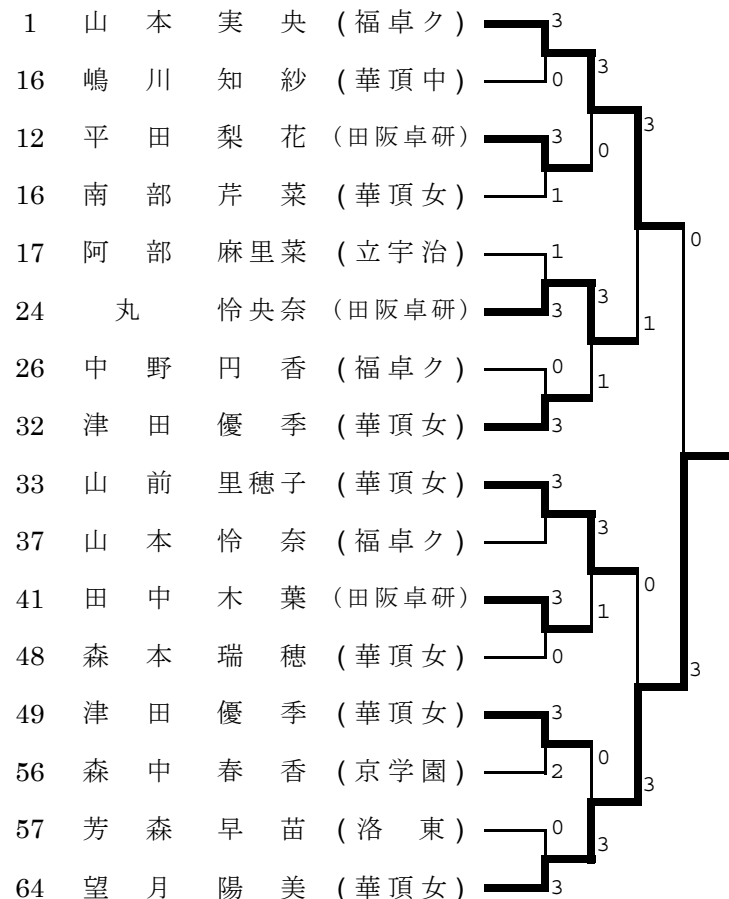 1 山本実央 (福卓ク) 3
3
16 嶋川知紗 (華頂中) 0
3
12 平田梨花 (田阪卓研) 3
0
16 南部芹菜 (華頂女) 1
0
17 阿部麻里菜 (立宇治) 1
3
24 丸怜央奈 (田阪卓研) 3
1
26 中野円香 (福卓ク) 0
1
32 津田優季 (華頂女) 3
33 山前里穂子 (華頂女) 3
3
37 山本怜奈 (福卓ク)
0
41 田中木葉 (田阪卓研) 3
1
48 森本瑞穂 (華頂女) 0
3
49 津田優季 (華頂女) 3
0
56 森中春香 (京学園) 2
3
57 芳森早苗 (洛東) 0
3
64 望月陽美 (華頂女) 3